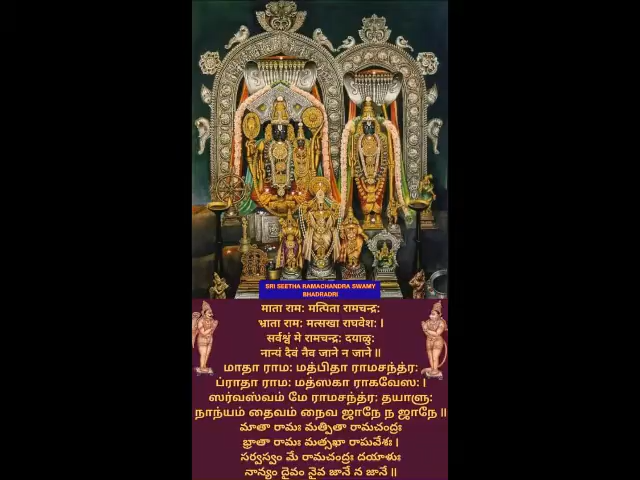 SRI SEETHA RAMACHANDRA SWAMY
BHADRADRI
माता राम: मत्पिता रामचन्द्र:
भ्राता राम: मत्सखा राघवेश: ।
सर्वश्वं मे रामचन्द्र: दयाळु:
नान्यं दैवं नैव जाने न जाने ॥
மாதா ராம: மத்பிதா ராமசந்த்ர:
ப்ராதா ராம: மத்ஸகா ராகவேஸ: |
ஸர்வஸ்வம் மே ராமசந்த்ர: தயாளு:
நாந்யம் தைவம் நைவ ஜாநே ந ஜாநே ||
మాతా రామః మత్పితా రామచంద్రః
భ్రాతా రామః మత్సఖా రాఘవేశః |
సర్వస్వం మే రామచంద్రః దయాళుః
నాన్యం దైవం నైవ జానే న జానే ||